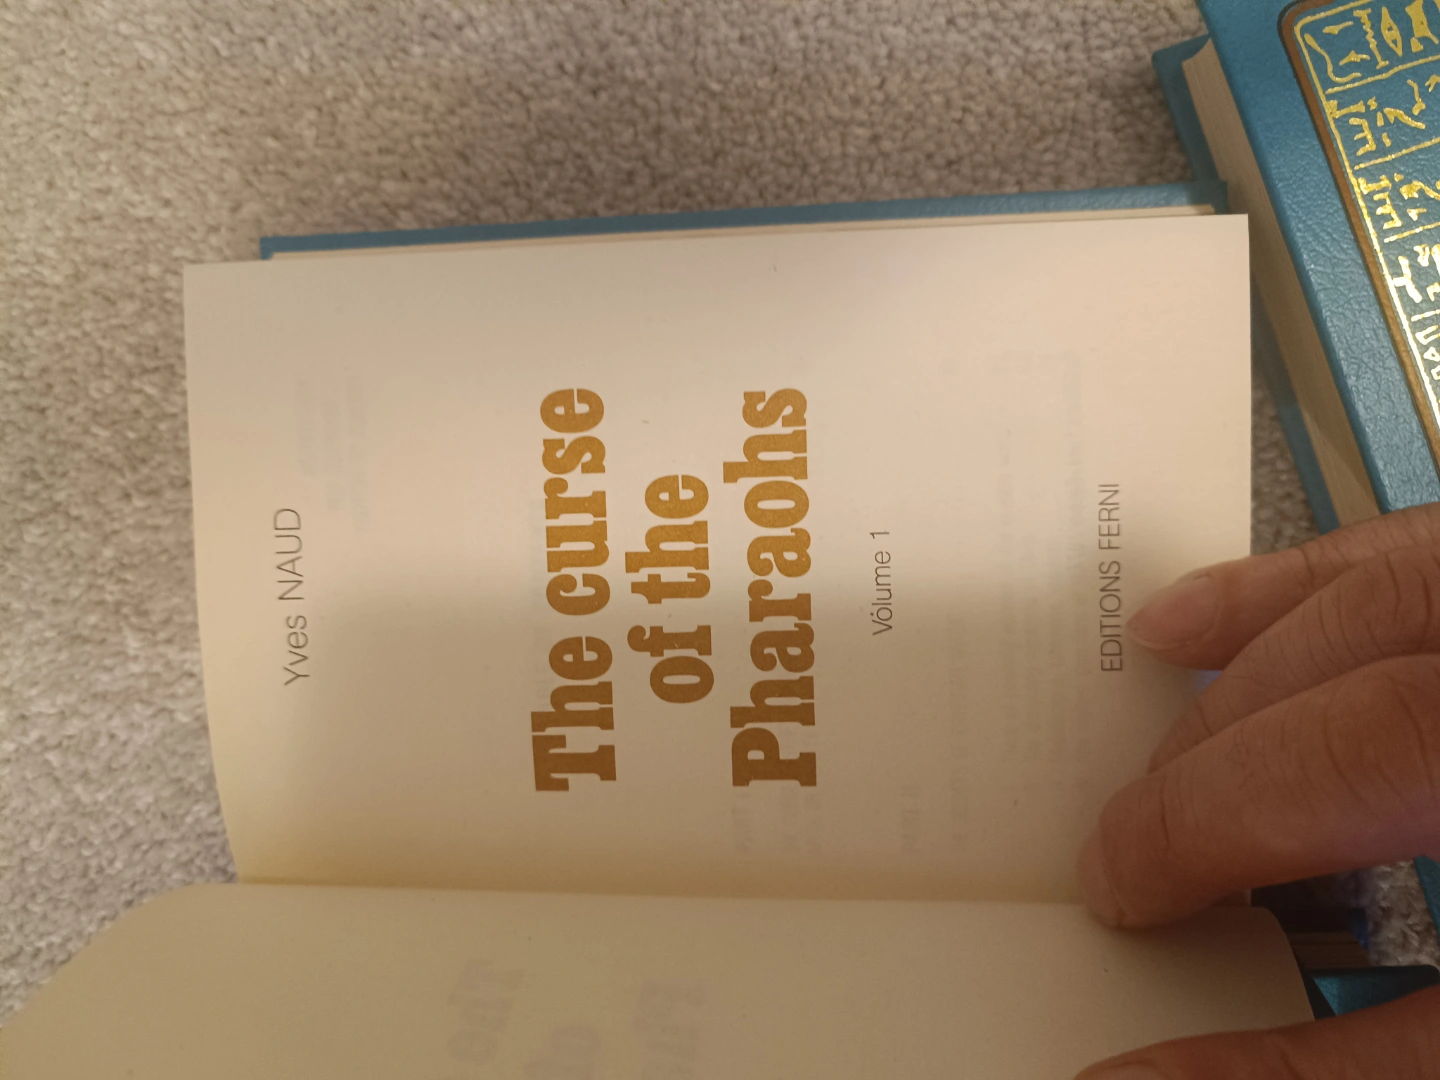 Yves NAUD
The curse
of the
Pharaohs
Volume 1
EDITIONS FERNI